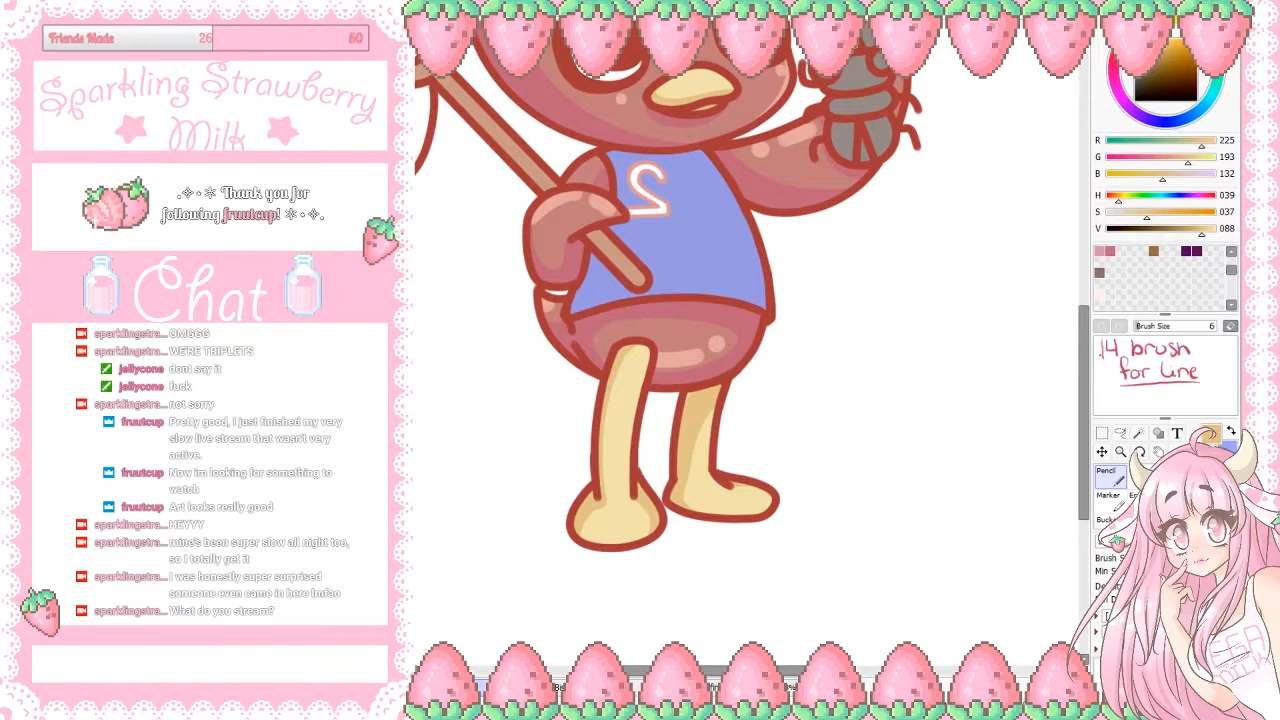 Friends Made 26 50
Sparkling Strawberry
Milk
Thank you for
following fruutcup!
Chat
sparklingstra... OMGGG
sparklingstra... WERE TRIPLETS
jellycone dont say it
jellycone fuck
sparklingstra... not sorry
fruutcup Pretty good, I just finished my very
slow live stream that wasn't very
active.
fruutcup Now im looking for something to
watch
fruutcup Art looks really good
sparklingstra... HEYYY
sparklingstra... mine's been super slow all night too,
so I totally get it
sparklingstra... I was honestly super surprised
someone even came in here lmfao
sparklingstra... What do you stream?
2
R 225
G 193
B 132
H 039
S 037
V 088
Brush Size 6
.14 brush
for line
T
Pencil
Marker
Brush S
Min S